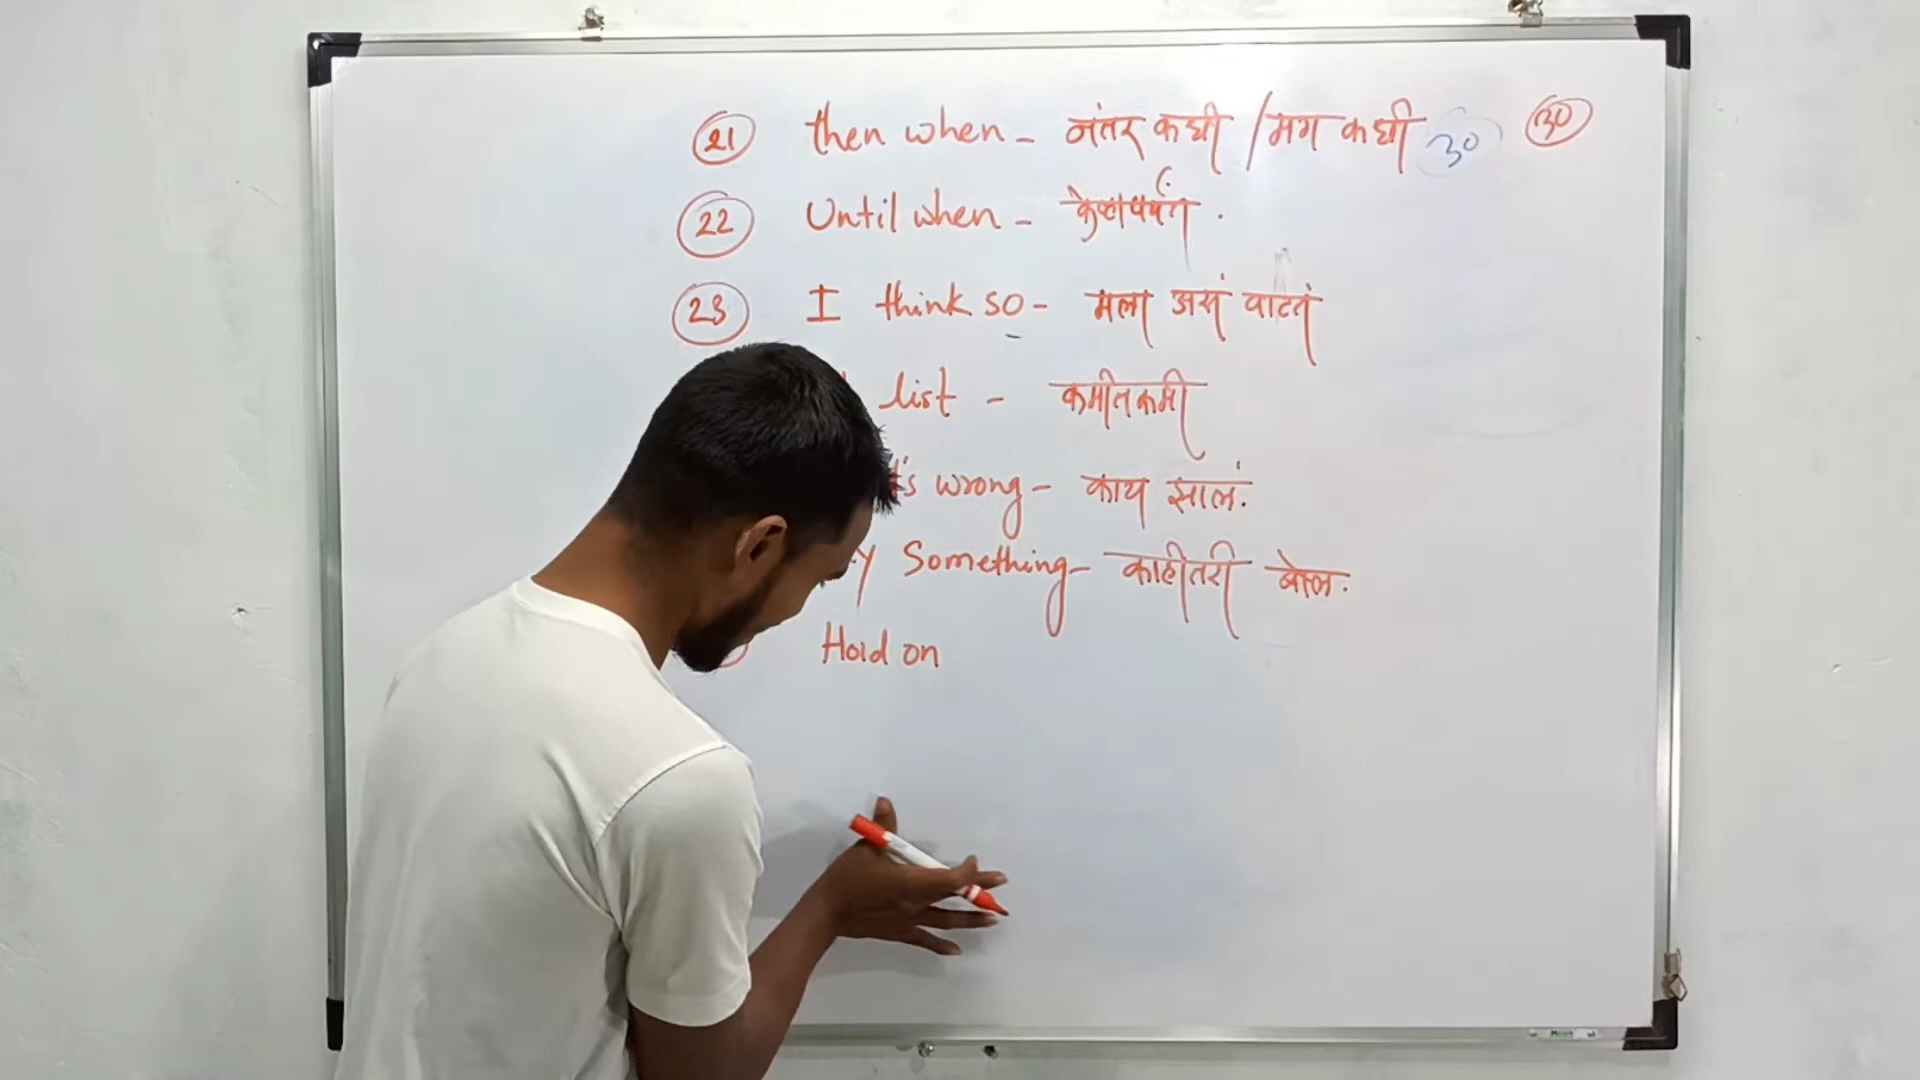 21 then when - नंतर कधी / मग कधी 30 30
22 Until when - केव्हापर्यंत .
23 I think so - मला असं वाटतं
list - कमीतकमी
's wrong - काय झालं.
y Something - काहीतरी बोल.
Hold on